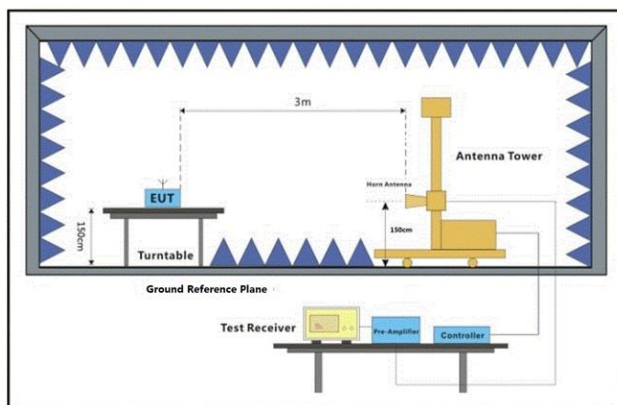 3m
Antenna Tower
Horn Antenna
EUT
150cm
150cm
Turntable
Ground Reference Plane
Test Receiver
Pre-Amplifier
Controller